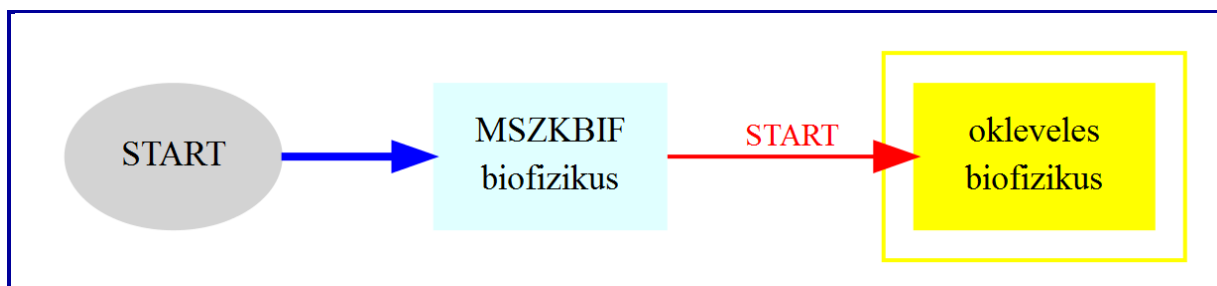 START
MSZKBIF
biofizikus
START
okleveles
biofizikus